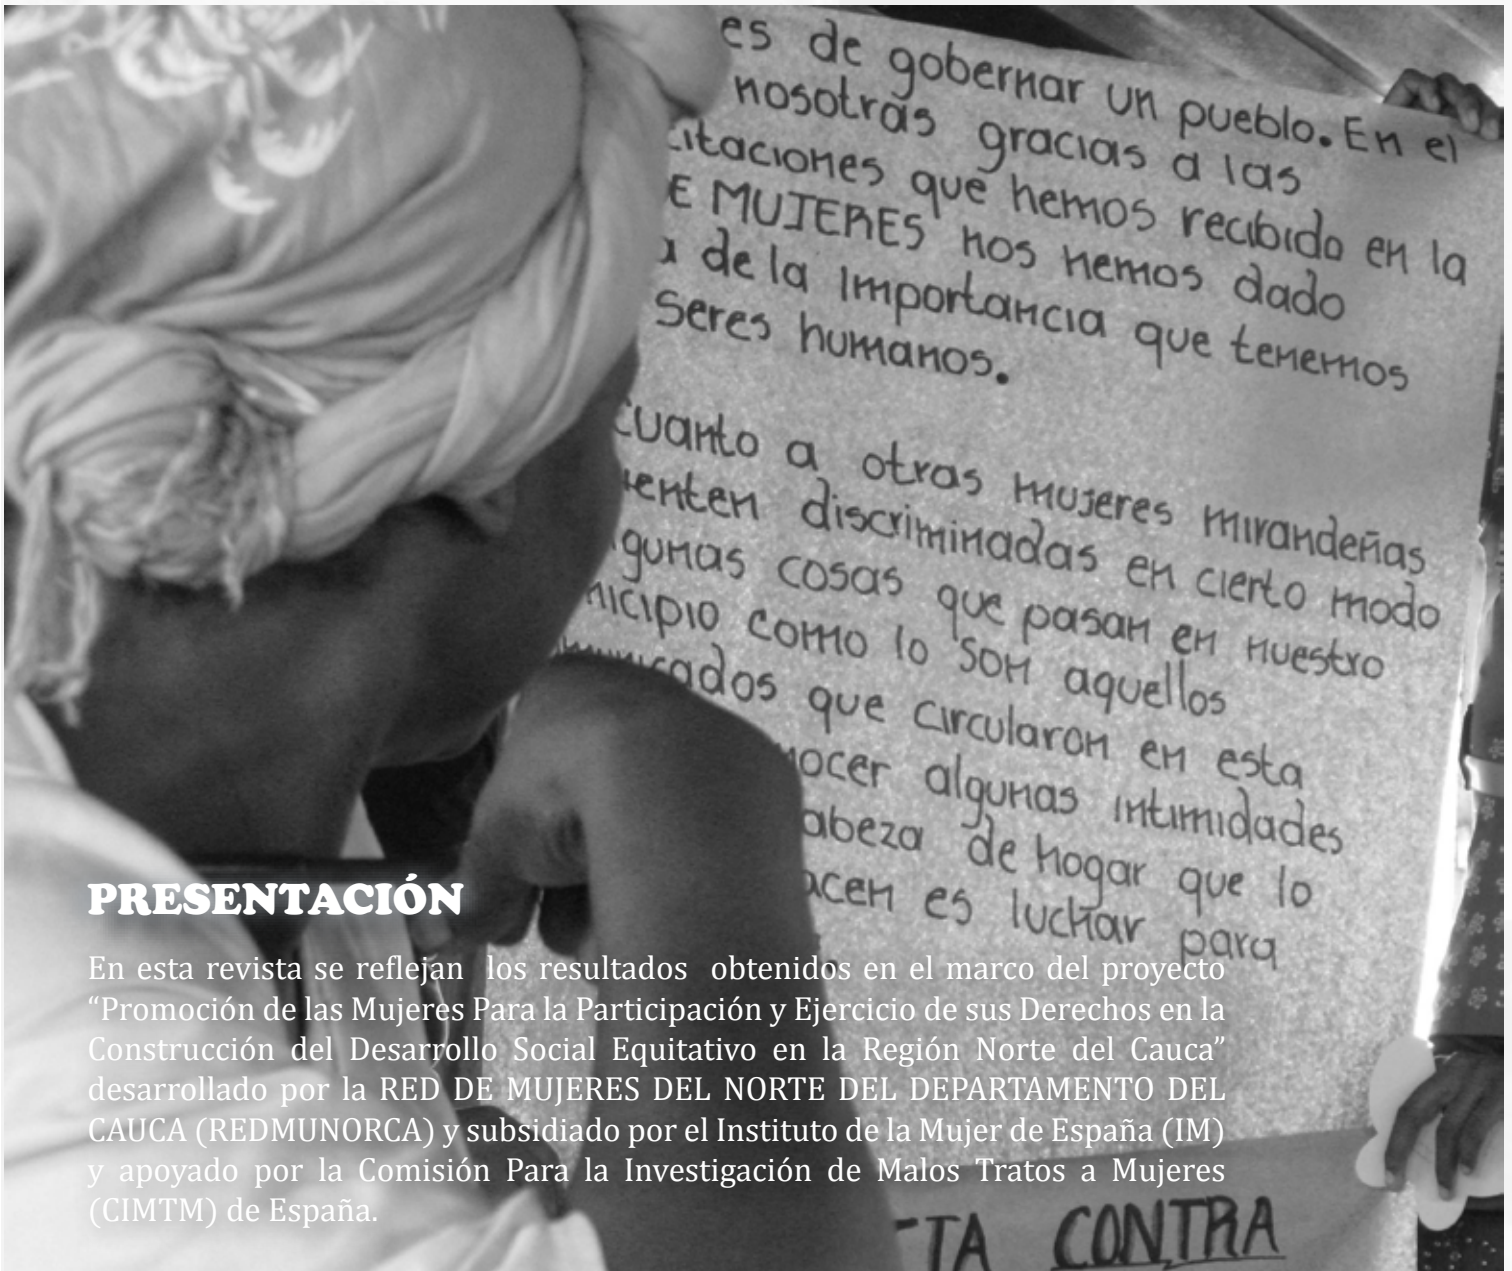 es de gobernar un pueblo. En el
nosotras gracias a las
citaciones que hemos recibido en la
E MUJERES nos hemos dado
a de la importancia que tenemos
seres humanos.
cuanto a otras mujeres mirandeñas
ienten discriminadas en cierto modo
gunas cosas que pasan en nuestro
nicipio como lo son aquellos
ados que circularon en esta
nocer algunas intimidades
abeza de hogar que lo
acen es luchar para
TA CONTRA
PRESENTACIÓN
En esta revista se reflejan los resultados obtenidos en el marco del proyecto
“Promoción de las Mujeres Para la Participación y Ejercicio de sus Derechos en la
Construcción del Desarrollo Social Equitativo en la Región Norte del Cauca”
desarrollado por la RED DE MUJERES DEL NORTE DEL DEPARTAMENTO DEL
CAUCA (REDMUNORCA) y subsidiado por el Instituto de la Mujer de España (IM)
y apoyado por la Comisión Para la Investigación de Malos Tratos a Mujeres
(CIMTM) de España.